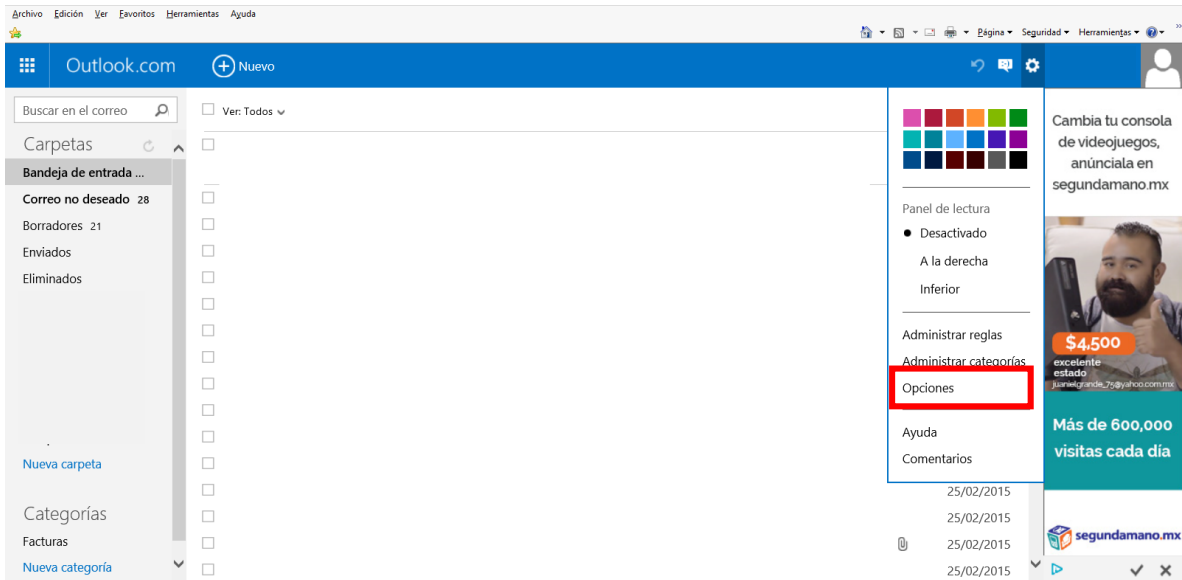 Archivo Edición Ver Favoritos Herramientas Ayuda
Página Seguridad Herramientas
Outlook.com
Nuevo
Buscar en el correo
Ver: Todos
Carpetas
Bandeja de entrada ...
Correo no deseado 28
Borradores 21
Enviados
Eliminados
Nueva carpeta
Categorías
Facturas
Nueva categoría
Panel de lectura
Desactivado
A la derecha
Inferior
Administrar reglas
Administrar categorías
Opciones
Ayuda
Comentarios
25/02/2015
25/02/2015
25/02/2015
25/02/2015
Cambia tu consola
de videojuegos,
anúnciala en
segundamano.mx
$4,500
excelente
estado
juanielgrande_75@yahoo.com.mx
Más de 600,000
visitas cada día
segundamano.mx